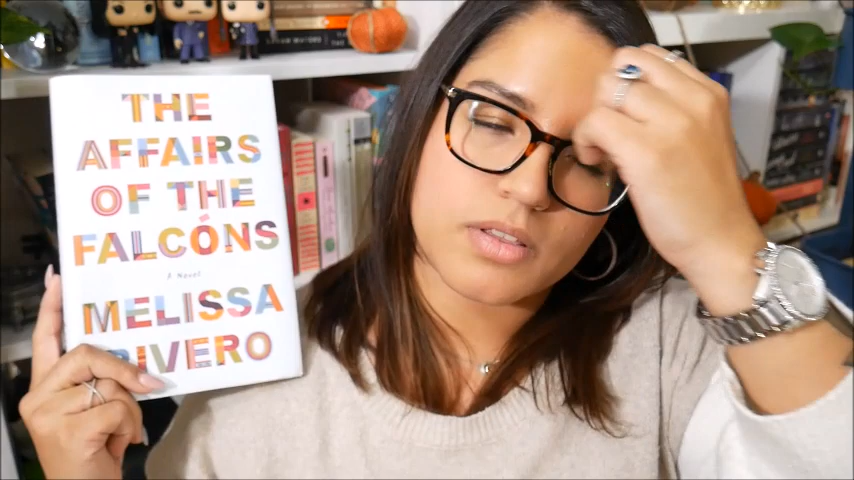 THE
AFFAIRS
OF THE
FALCÓNS
A Novel
MELISSA
RIVERO